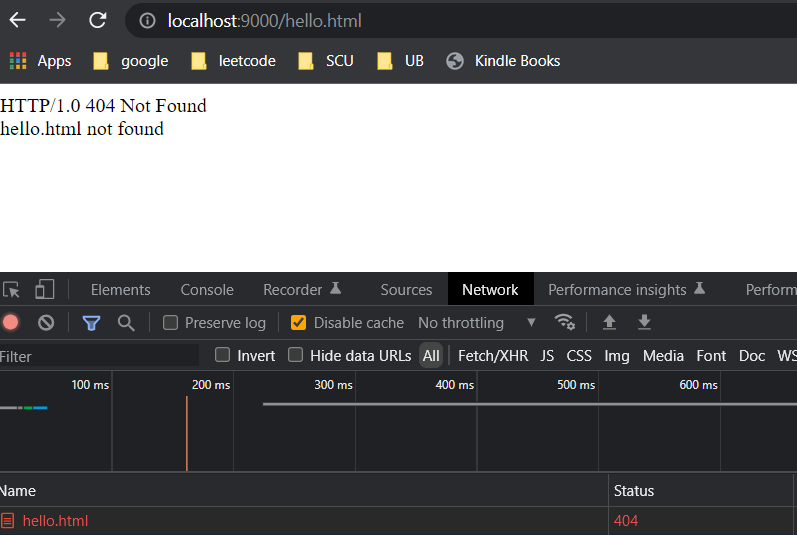 localhost:9000/hello.html
Apps google leetcode SCU UB Kindle Books
HTTP/1.0 404 Not Found
hello.html not found
Elements Console Recorder Sources Network Performance insights Perform
Preserve log Disable cache No throttling
Filter Invert Hide data URLs All Fetch/XHR JS CSS Img Media Font Doc WS
100 ms 200 ms 300 ms 400 ms 500 ms 600 ms
Name Status
hello.html 404